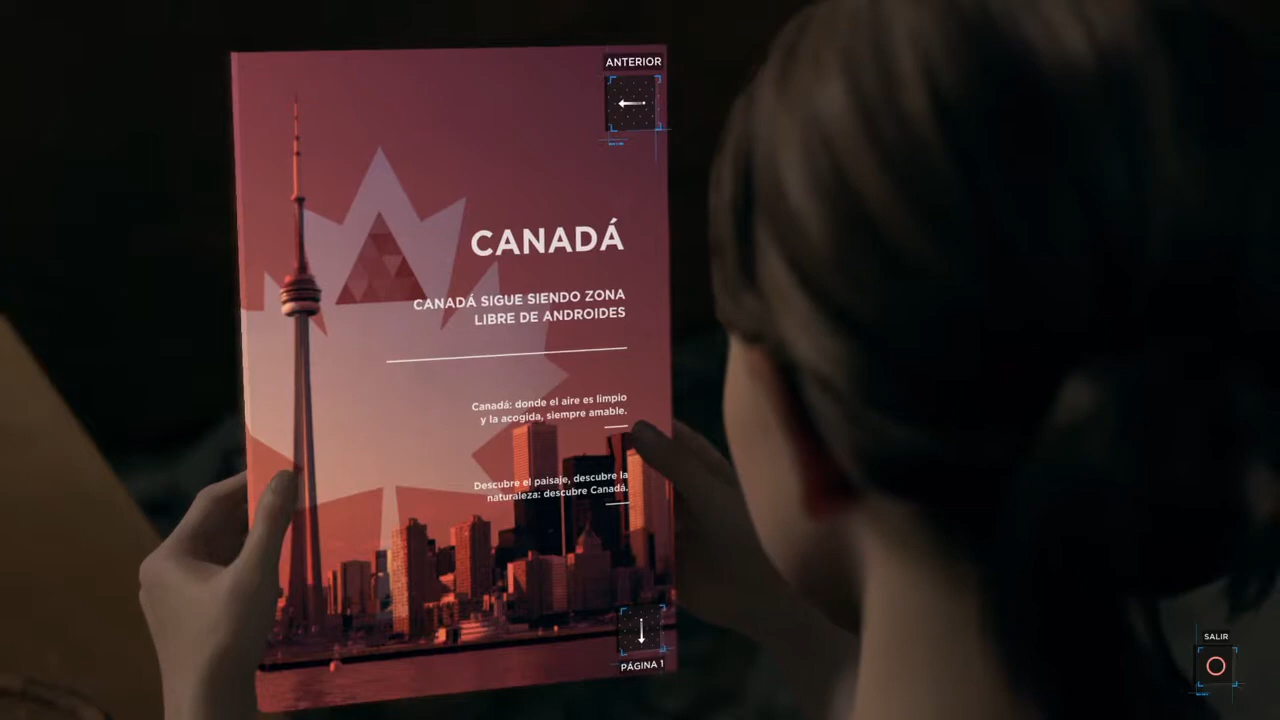 ANTERIOR
CANADÁ
CANADÁ SIGUE SIENDO ZONA
LIBRE DE ANDROIDES
Canadá: donde el aire es limpio
y la acogida, siempre amable.
Descubre el paisaje, descubre la
naturaleza: descubre Canadá.
PÁGINA 1
SALIR